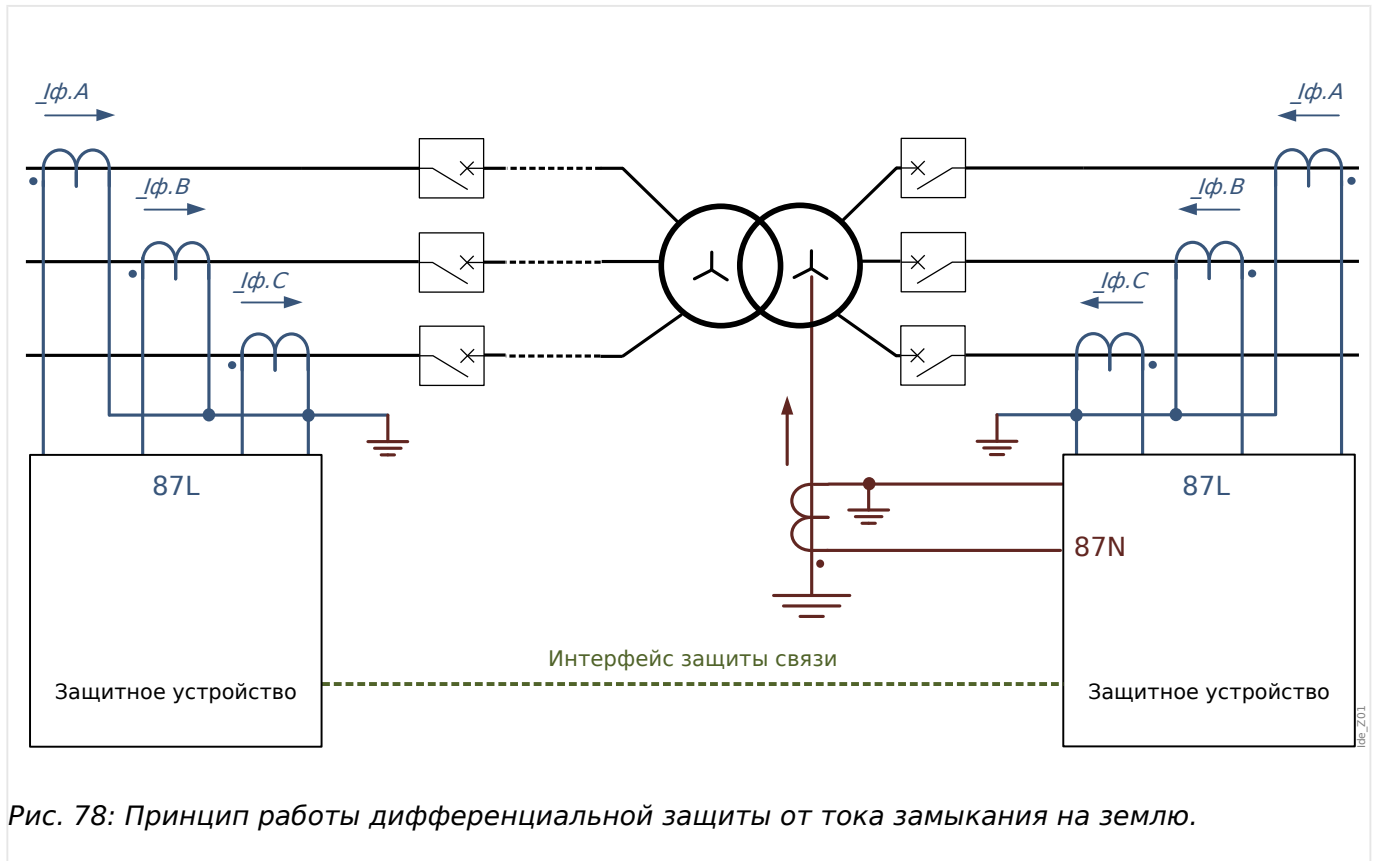 _Iф.A
_Iф.A
_Iф.B
_Iф.B
_Iф.C
_Iф.C
87L
87L
87N
Интерфейс защиты связи
Защитное устройство
Защитное устройство
lde_Z01
Рис. 78: Принцип работы дифференциальной защиты от тока замыкания на землю.